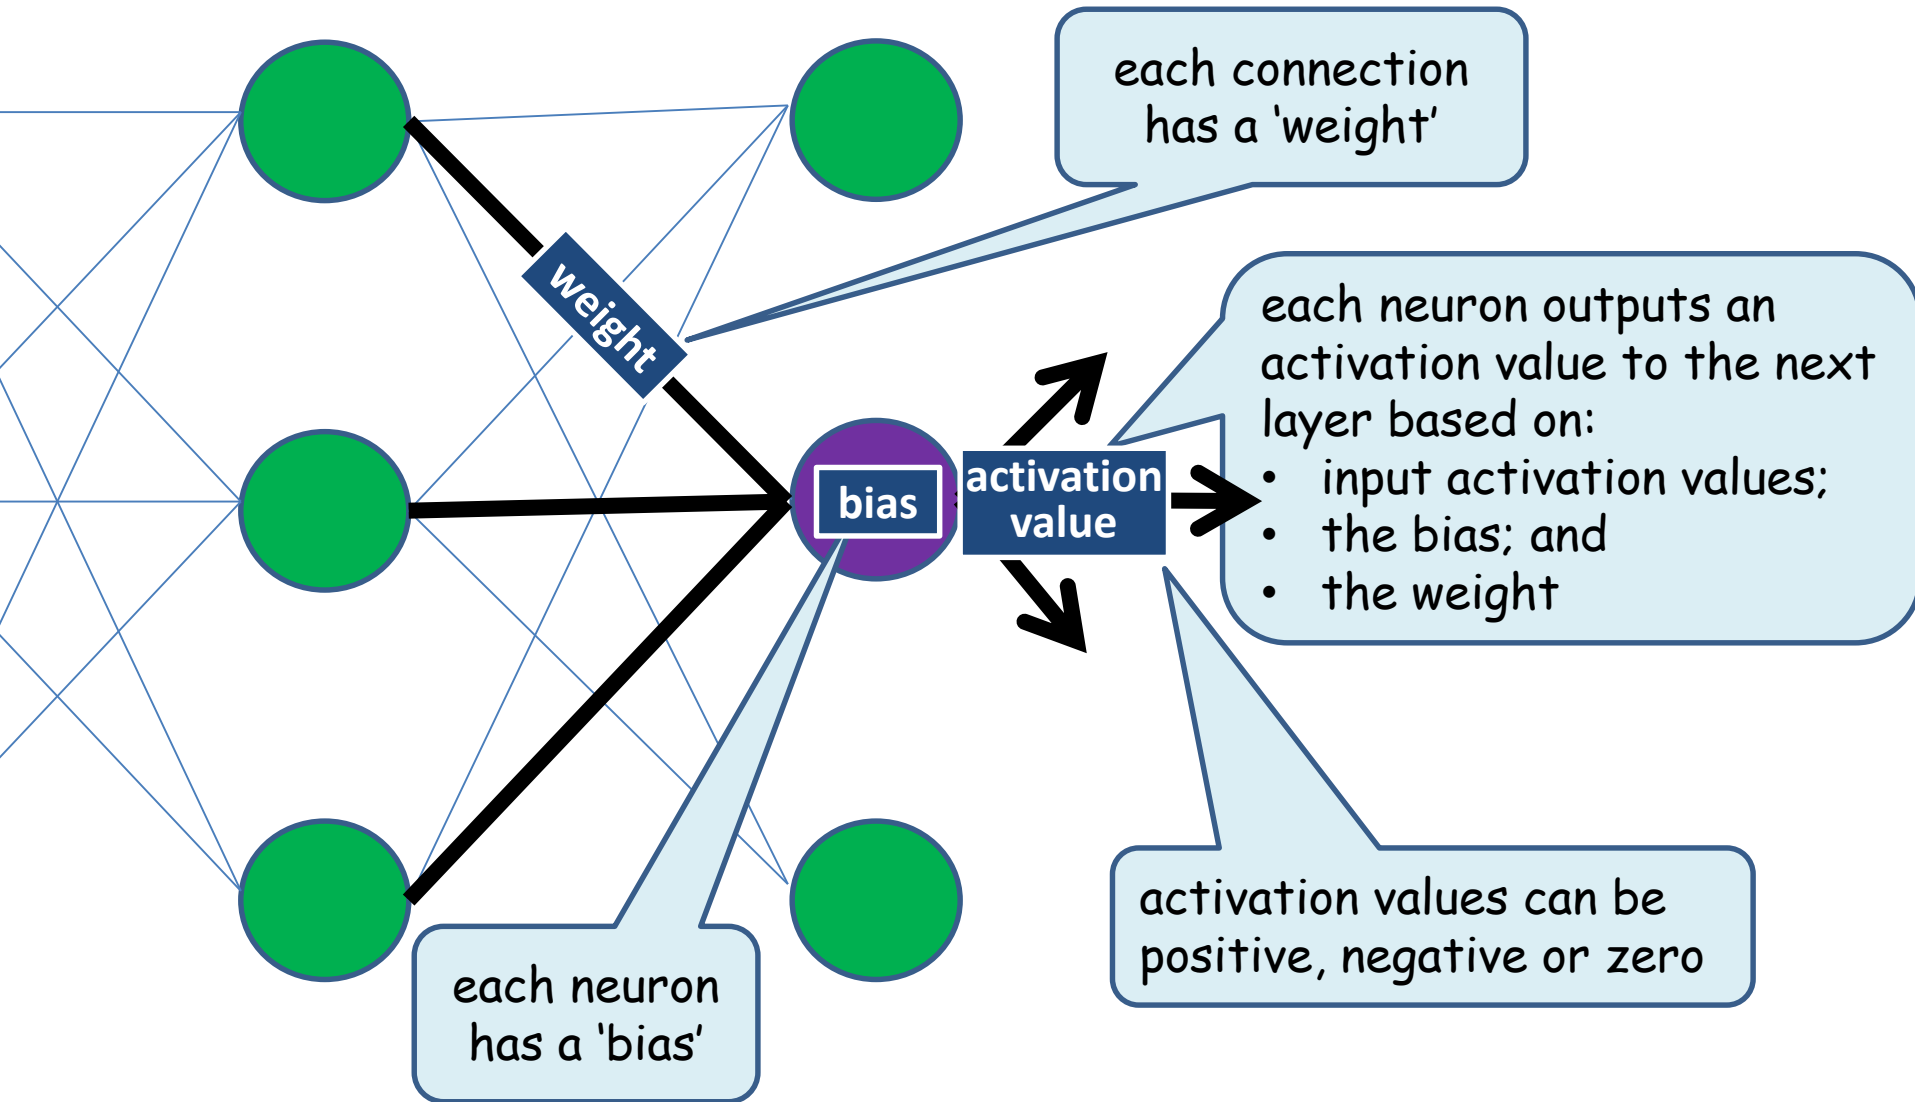 each connection
has a ‘weight’
weight
each neuron outputs an
activation value to the next
layer based on:
• input activation values;
• the bias; and
• the weight
bias
activation
value
activation values can be
positive, negative or zero
each neuron
has a ‘bias’